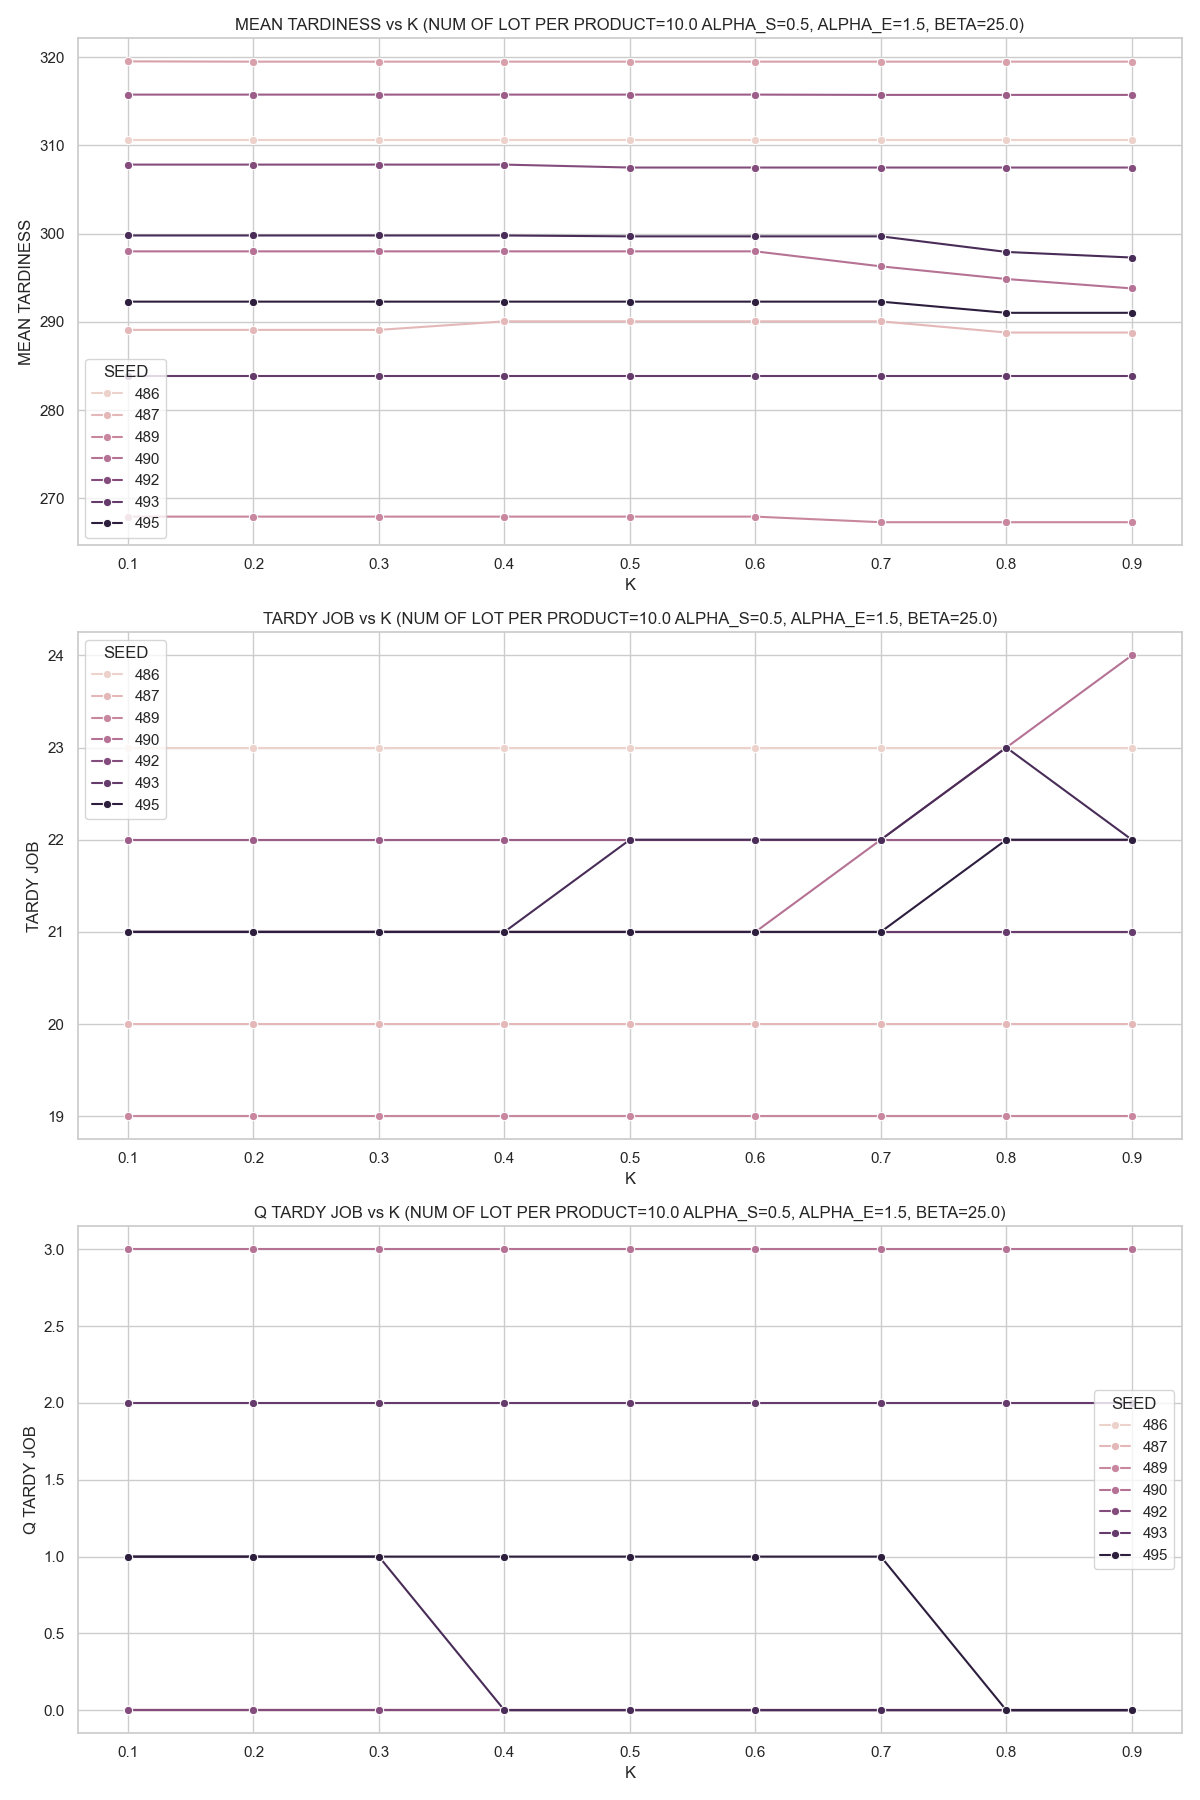 MEAN TARDINESS vs K (NUM OF LOT PER PRODUCT=10.0 ALPHA_S=0.5, ALPHA_E=1.5, BETA=25.0)
320
310
300
290
280
270
MEAN TARDINESS
SEED
486
487
489
490
492
493
495
0.1 0.2 0.3 0.4 0.5 0.6 0.7 0.8 0.9
K
TARDY JOB vs K (NUM OF LOT PER PRODUCT=10.0 ALPHA_S=0.5, ALPHA_E=1.5, BETA=25.0)
24
23
22
21
20
19
TARDY JOB
SEED
486
487
489
490
492
493
495
0.1 0.2 0.3 0.4 0.5 0.6 0.7 0.8 0.9
K
Q TARDY JOB vs K (NUM OF LOT PER PRODUCT=10.0 ALPHA_S=0.5, ALPHA_E=1.5, BETA=25.0)
3.0
2.5
2.0
1.5
1.0
0.5
0.0
Q TARDY JOB
SEED
486
487
489
490
492
493
495
0.1 0.2 0.3 0.4 0.5 0.6 0.7 0.8 0.9
K